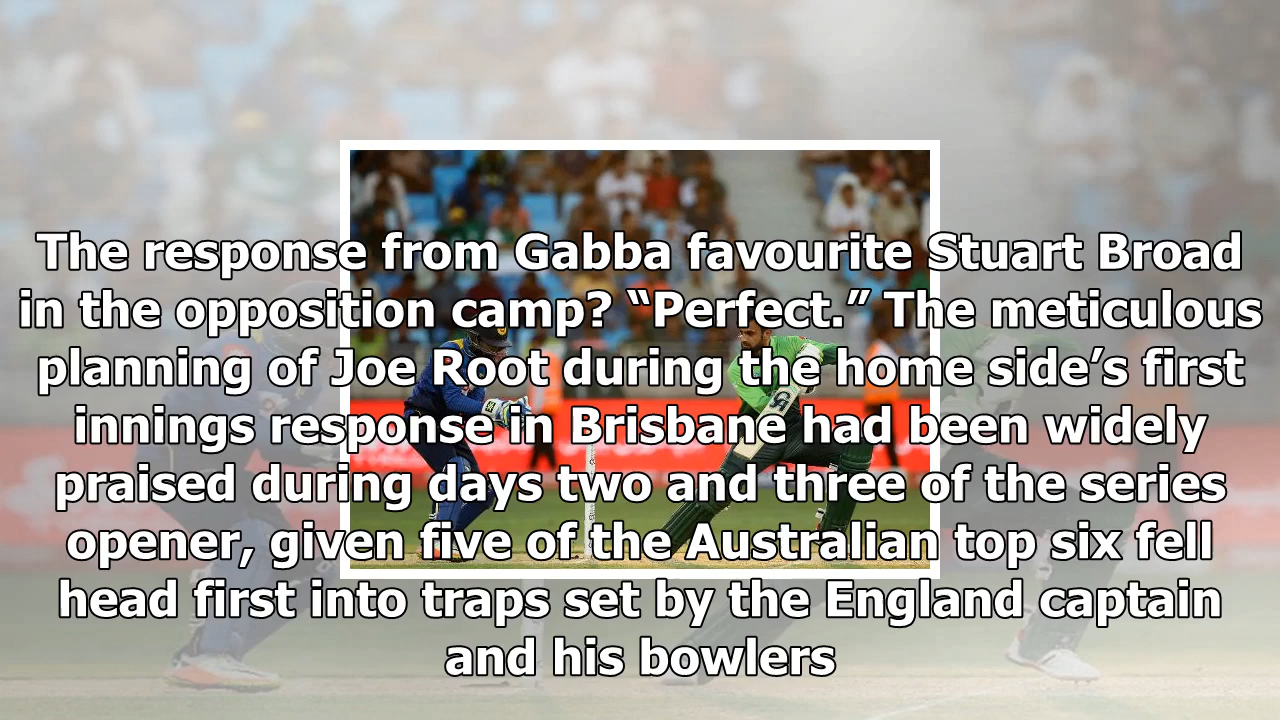 The response from Gabba favourite Stuart Broad
in the opposition camp? “Perfect.” The meticulous
planning of Joe Root during the home side’s first
innings response in Brisbane had been widely
praised during days two and three of the series
opener, given five of the Australian top six fell
head first into traps set by the England captain
and his bowlers